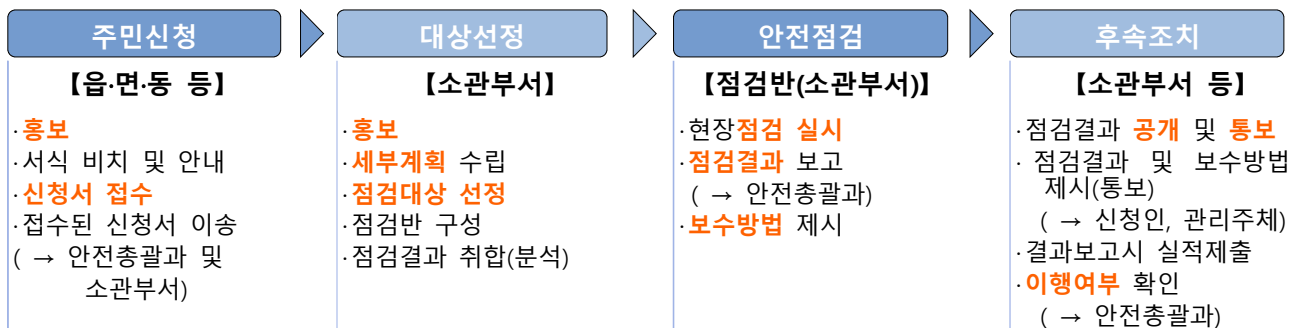 주민신청
【읍·면·동 등】
·홍보
·서식 비치 및 안내
·신청서 접수
·접수된 신청서 이송
( → 안전총괄과 및
소관부서)
대상선정
【소관부서】
·홍보
·세부계획 수립
·점검대상 선정
·점검반 구성
·점검결과 취합(분석)
안전점검
【점검반(소관부서)】
·현장점검 실시
·점검결과 보고
( → 안전총괄과)
·보수방법 제시
후속조치
【소관부서 등】
·점검결과 공개 및 통보
· 점검결과 및 보수방법
제시(통보)
( → 신청인, 관리주체)
·결과보고시 실적제출
·이행여부 확인
( → 안전총괄과)